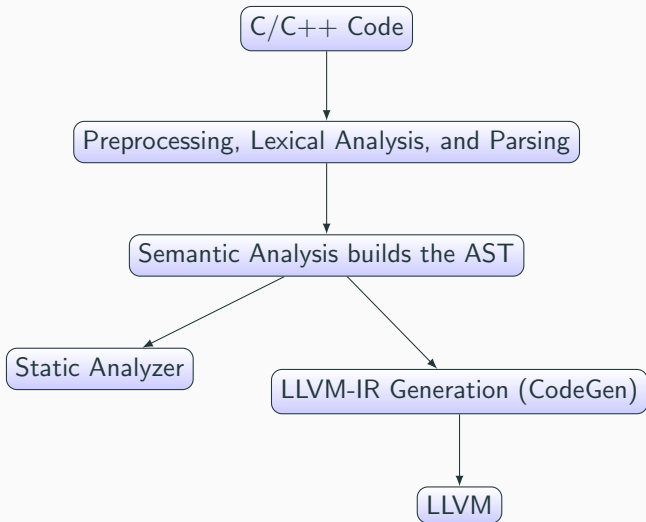 C/C++ Code
Preprocessing, Lexical Analysis, and Parsing
Semantic Analysis builds the AST
Static Analyzer
LLVM-IR Generation (CodeGen)
LLVM